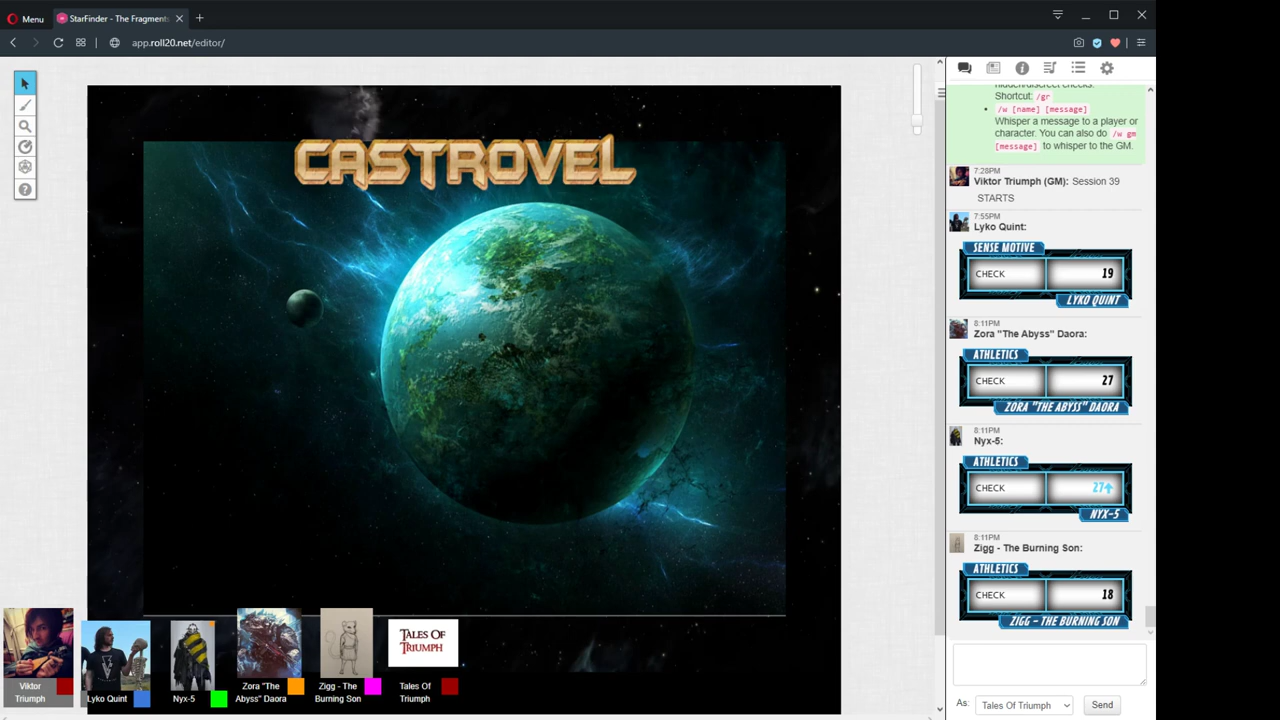 Menu
StarFinder - The Fragments
app.roll20.net/editor/
CASTROVEL
Shortcut: /gr
/w [name] [message]
Whisper a message to a player or
character. You can also do /w gm
[message] to whisper to the GM.
7:28PM
Viktor Triumph (GM): Session 39
STARTS
7:55PM
Lyko Quint:
SENSE MOTIVE
CHECK 19
LYKO QUINT
8:11PM
Zora "The Abyss" Daora:
ATHLETICS
CHECK 27
ZORA "THE ABYSS" DAORA
8:11PM
Nyx-5:
ATHLETICS
CHECK 27
NYX-5
8:11PM
Zigg - The Burning Son:
ATHLETICS
CHECK 18
ZIGG - THE BURNING SON
As: Tales Of Triumph Send
Viktor
Triumph
Lyko Quint
Nyx-5
Zora "The
Abyss" Daora
Zigg - The
Burning Son
TALES OF
TRIUMPH
Tales Of
Triumph